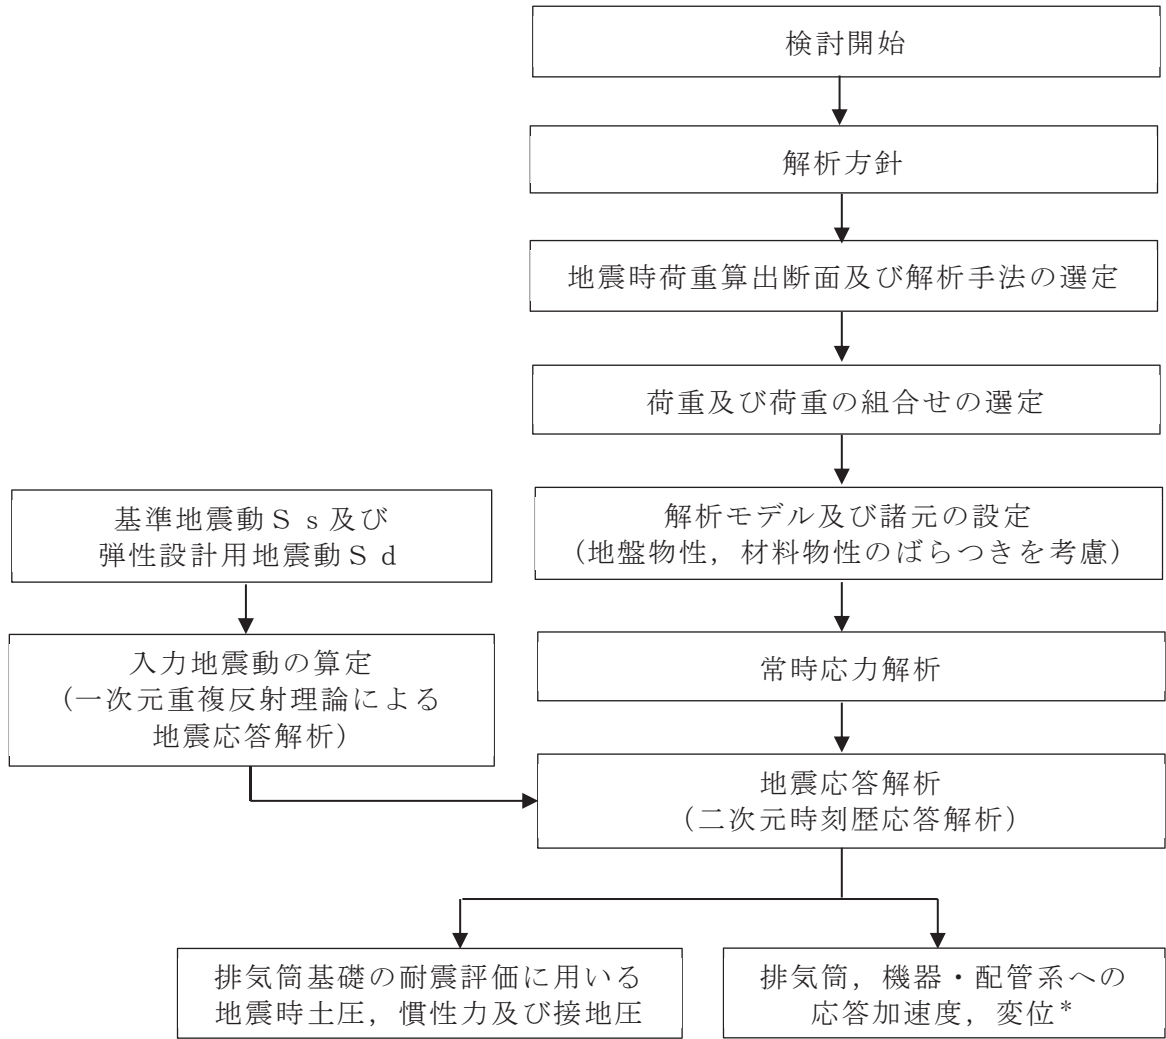 検討開始
解析方針
地震時荷重算出断面及び解析手法の選定
荷重及び荷重の組合せの選定
基準地震動Ｓｓ及び
弾性設計用地震動Ｓｄ
解析モデル及び諸元の設定
（地盤物性，材料物性のばらつきを考慮）
入力地震動の算定
（一次元重複反射理論による
地震応答解析）
常時応力解析
地震応答解析
（二次元時刻歴応答解析）
排気筒基礎の耐震評価に用いる
地震時土圧，慣性力及び接地圧
排気筒，機器・配管系への
応答加速度，変位*